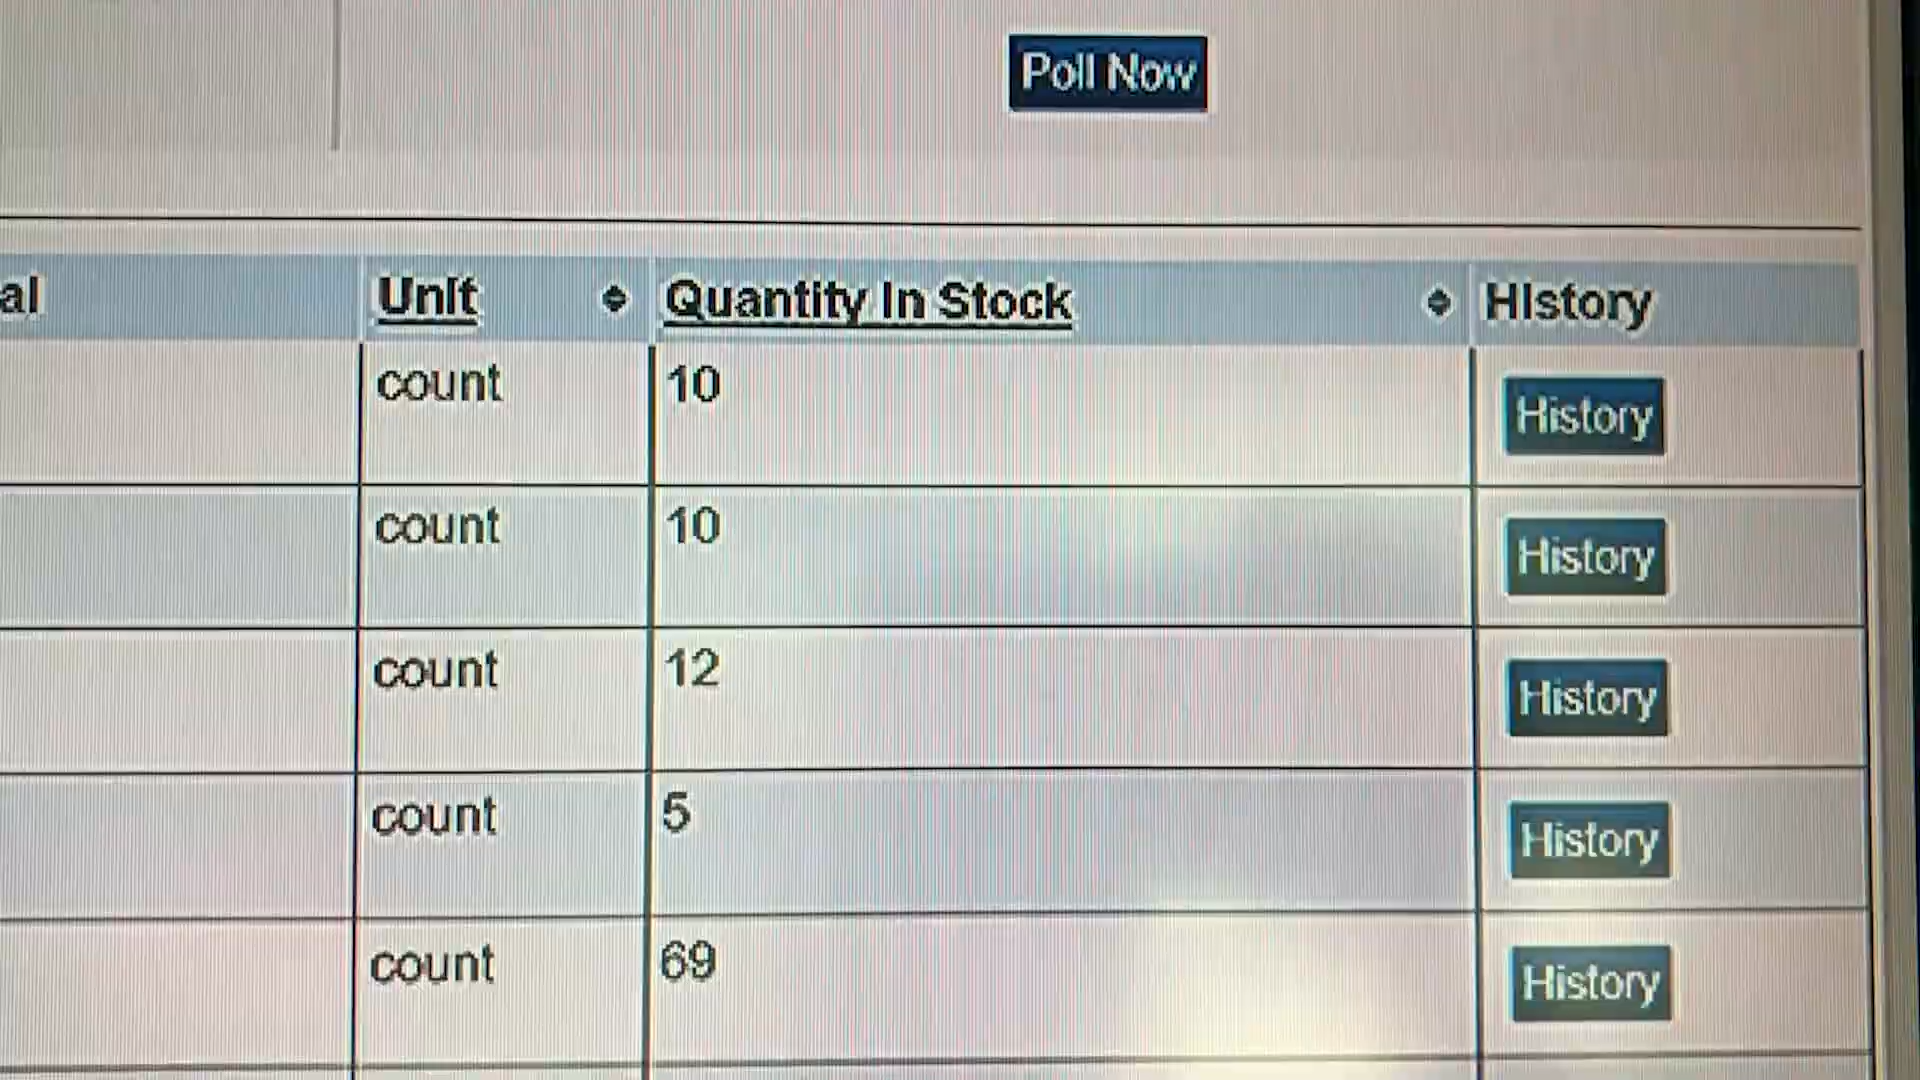 Poll Now
al Unit Quantity In Stock History
count 10 History
count 10 History
count 12 History
count 5 History
count 69 History